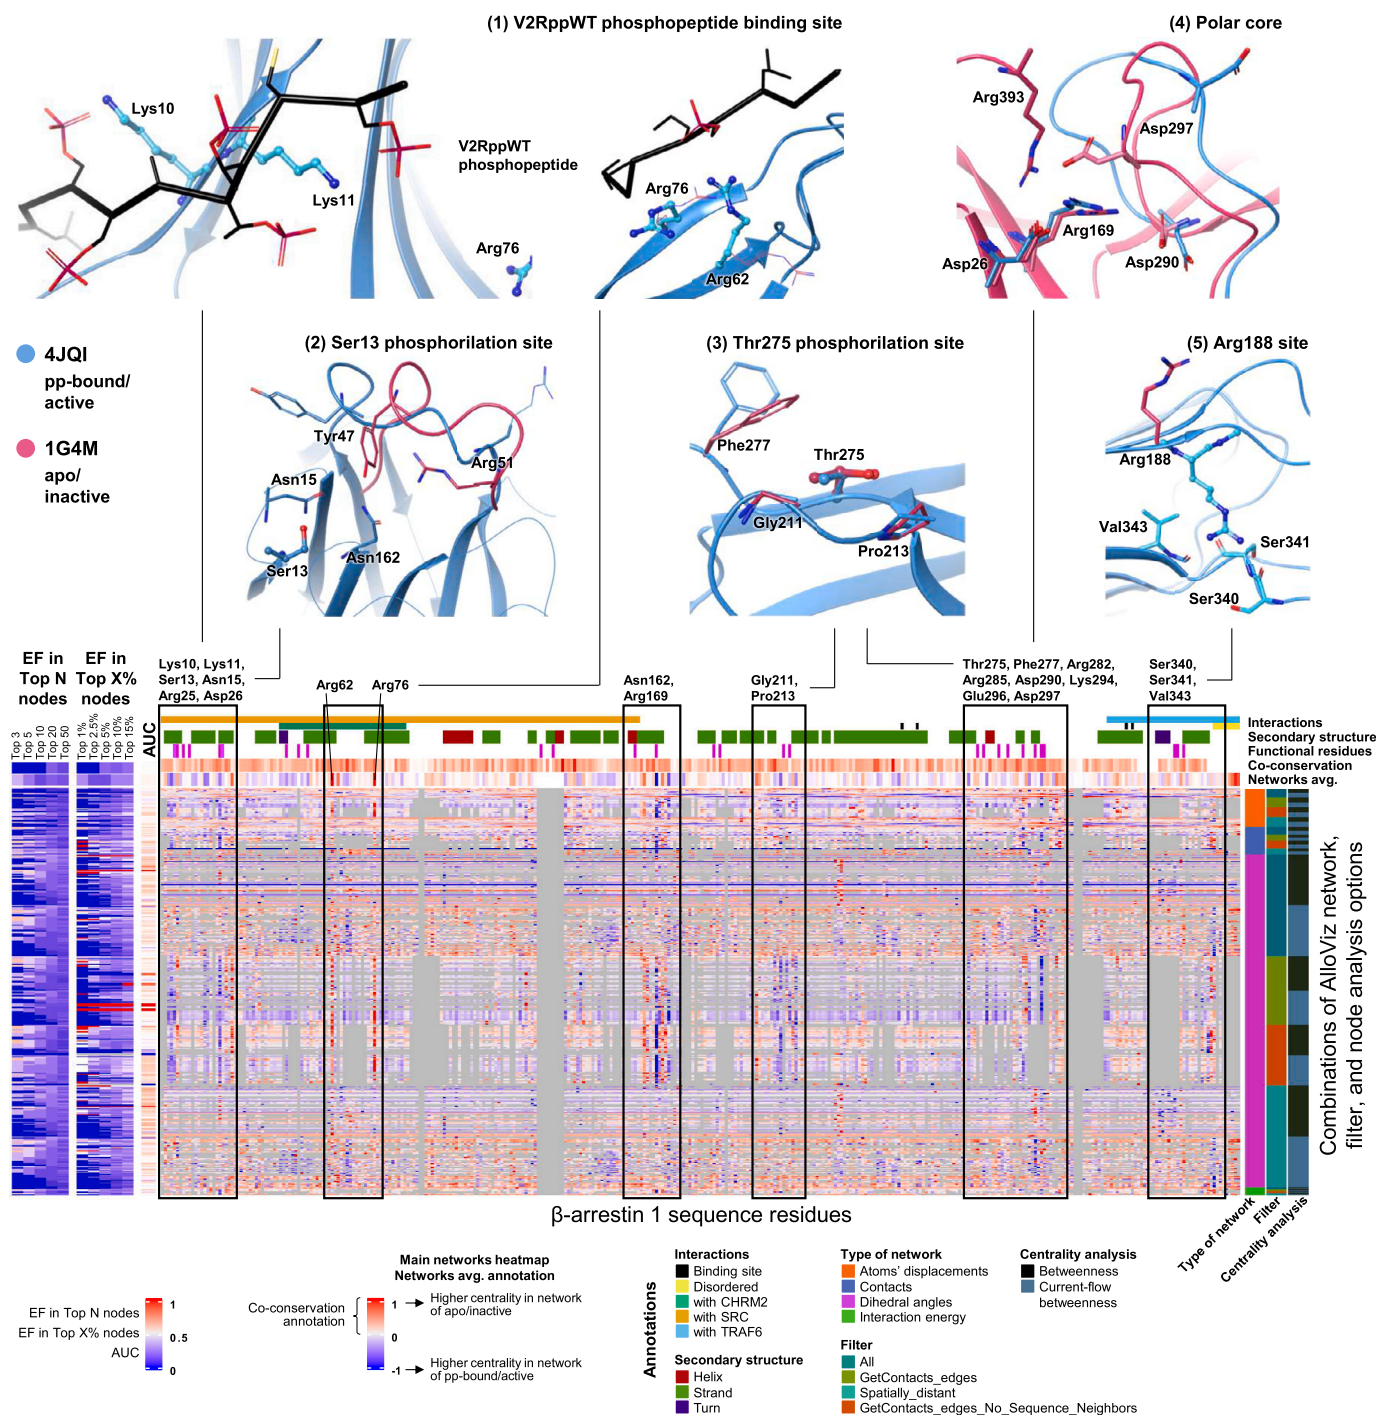 (1) V2RppWT phosphopeptide binding site
(4) Polar core
Lys10
Lys11
V2RppWT
phosphopeptide
Arg76
Arg76
Arg62
Arg393
Asp297
Arg169
Asp26
Asp290
4JQI
pp-bound/
active
1G4M
apo/
inactive
(2) Ser13 phosphorilation site
Tyr47
Arg51
Asn15
Asn162
Ser13
(3) Thr275 phosphorilation site
Phe277
Thr275
Gly211
Pro213
(5) Arg188 site
Arg188
Val343
Ser341
Ser340
EF in
Top N
nodes
EF in
Top X%
nodes
Lys10, Lys11,
Ser13, Asn15,
Arg25, Asp26
Arg62
Arg76
Asn162,
Arg169
Gly211,
Pro213
Thr275, Phe277, Arg282,
Arg285, Asp290, Lys294,
Glu296, Asp297
Ser340,
Ser341,
Val343
Top 3
Top 5
Top 10
Top 20
Top 50
Top 1%
Top 2.5%
Top 5%
Top 10%
Top 15%
AUC
Interactions
Secondary structure
Functional residues
Co-conservation
Networks avg.
Combinations of AlloViz network,
filter, and node analysis options
β-arrestin 1 sequence residues
Type of network
Filter
Centrality analysis
EF in Top N nodes
EF in Top X% nodes
AUC
1
0.5
0
Main networks heatmap
Networks avg. annotation
Co-conservation
annotation
1
0
-1
Higher centrality in network
of apo/inactive
Higher centrality in network
of pp-bound/active
Annotations
Interactions
Binding site
Disordered
with CHRM2
with SRC
with TRAF6
Secondary structure
Helix
Strand
Turn
Type of network
Atoms' displacements
Contacts
Dihedral angles
Interaction energy
Filter
All
GetContacts_edges
Spatially_distant
GetContacts_edges_No_Sequence_Neighbors
Centrality analysis
Betweenness
Current-flow
betweenness